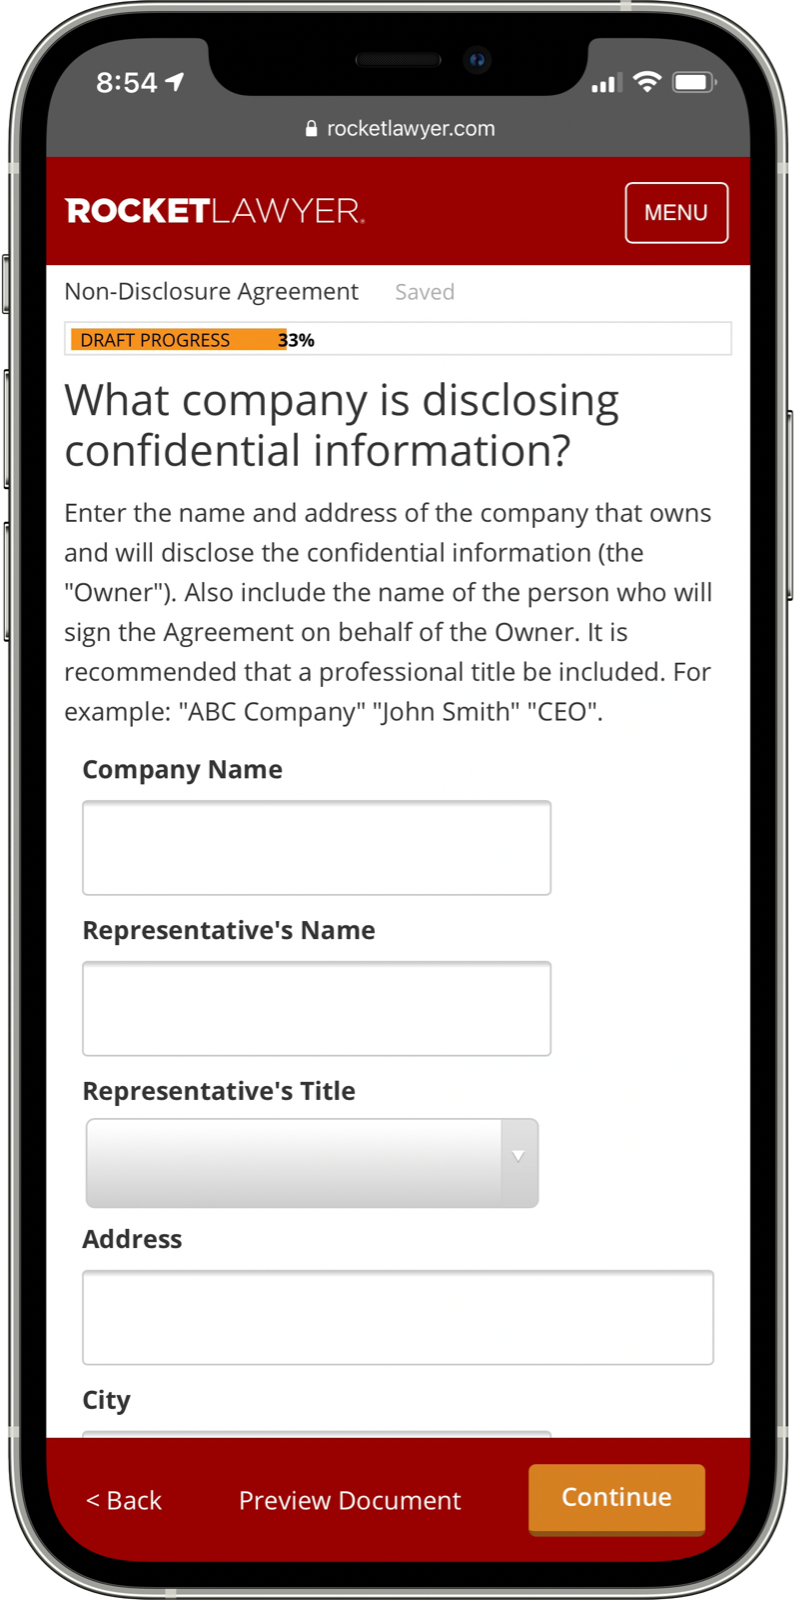 8:54
rocketlawyer.com
ROCKETLAWYER.
MENU
Non-Disclosure Agreement Saved
DRAFT PROGRESS 33%
What company is disclosing
confidential information?
Enter the name and address of the company that owns
and will disclose the confidential information (the
"Owner"). Also include the name of the person who will
sign the Agreement on behalf of the Owner. It is
recommended that a professional title be included. For
example: "ABC Company" "John Smith" "CEO".
Company Name
Representative's Name
Representative's Title
Address
City
< Back Preview Document Continue